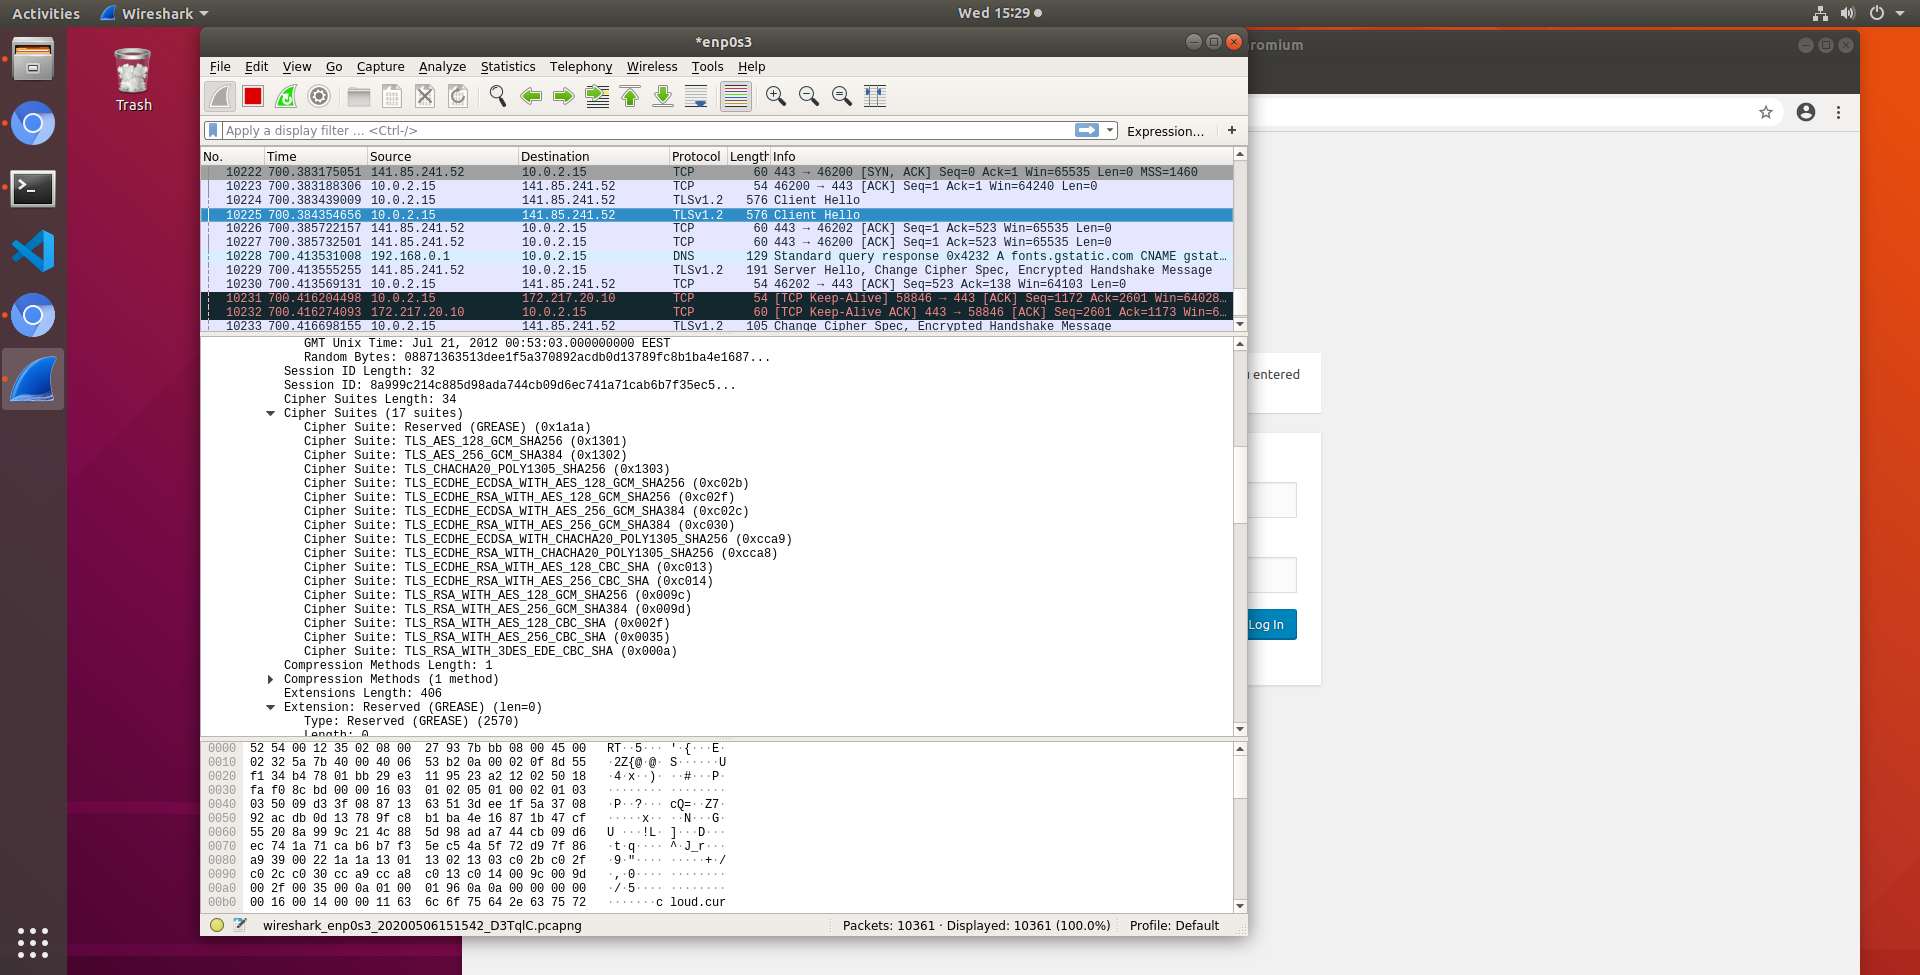 Activities Wireshark Wed 15:29
Trash
*enp0s3
romium
File Edit View Go Capture Analyze Statistics Telephony Wireless Tools Help
Apply a display filter ... <Ctrl-/> Expression... +
No. Time Source Destination Protocol Length Info
10222 700.383175051 141.85.241.52 10.0.2.15 TCP 60 443 → 46200 [SYN, ACK] Seq=0 Ack=1 Win=65535 Len=0 MSS=1460
10223 700.383188306 10.0.2.15 141.85.241.52 TCP 54 46200 → 443 [ACK] Seq=1 Ack=1 Win=64240 Len=0
10224 700.383439009 10.0.2.15 141.85.241.52 TLSv1.2 576 Client Hello
10225 700.384354656 10.0.2.15 141.85.241.52 TLSv1.2 576 Client Hello
10226 700.385722157 141.85.241.52 10.0.2.15 TCP 60 443 → 46202 [ACK] Seq=1 Ack=523 Win=65535 Len=0
10227 700.385732501 141.85.241.52 10.0.2.15 TCP 60 443 → 46200 [ACK] Seq=1 Ack=523 Win=65535 Len=0
10228 700.413531008 192.168.0.1 10.0.2.15 DNS 129 Standard query response 0x4232 A fonts.gstatic.com CNAME gstat…
10229 700.413555255 141.85.241.52 10.0.2.15 TLSv1.2 191 Server Hello, Change Cipher Spec, Encrypted Handshake Message
10230 700.413569131 10.0.2.15 141.85.241.52 TCP 54 46202 → 443 [ACK] Seq=523 Ack=138 Win=64103 Len=0
10231 700.416204498 10.0.2.15 172.217.20.10 TCP 54 [TCP Keep-Alive] 58846 → 443 [ACK] Seq=1172 Ack=2601 Win=64028…
10232 700.416274093 172.217.20.10 10.0.2.15 TCP 60 [TCP Keep-Alive ACK] 443 → 58846 [ACK] Seq=2601 Ack=1173 Win=6…
10233 700.416698155 10.0.2.15 141.85.241.52 TLSv1.2 105 Change Cipher Spec, Encrypted Handshake Message
GMT Unix Time: Jul 21, 2012 00:53:03.000000000 EEST
Random Bytes: 08871363513dee1f5a370892acdb0d13789fc8b1ba4e1687...
Session ID Length: 32
Session ID: 8a999c214c885d98ada744cb09d6ec741a71cab6b7f35ec5...
Cipher Suites Length: 34
Cipher Suites (17 suites)
Cipher Suite: Reserved (GREASE) (0x1a1a)
Cipher Suite: TLS_AES_128_GCM_SHA256 (0x1301)
Cipher Suite: TLS_AES_256_GCM_SHA384 (0x1302)
Cipher Suite: TLS_CHACHA20_POLY1305_SHA256 (0x1303)
Cipher Suite: TLS_ECDHE_ECDSA_WITH_AES_128_GCM_SHA256 (0xc02b)
Cipher Suite: TLS_ECDHE_RSA_WITH_AES_128_GCM_SHA256 (0xc02f)
Cipher Suite: TLS_ECDHE_ECDSA_WITH_AES_256_GCM_SHA384 (0xc02c)
Cipher Suite: TLS_ECDHE_RSA_WITH_AES_256_GCM_SHA384 (0xc030)
Cipher Suite: TLS_ECDHE_ECDSA_WITH_CHACHA20_POLY1305_SHA256 (0xcca9)
Cipher Suite: TLS_ECDHE_RSA_WITH_CHACHA20_POLY1305_SHA256 (0xcca8)
Cipher Suite: TLS_ECDHE_RSA_WITH_AES_128_CBC_SHA (0xc013)
Cipher Suite: TLS_ECDHE_RSA_WITH_AES_256_CBC_SHA (0xc014)
Cipher Suite: TLS_RSA_WITH_AES_128_GCM_SHA256 (0x009c)
Cipher Suite: TLS_RSA_WITH_AES_256_GCM_SHA384 (0x009d)
Cipher Suite: TLS_RSA_WITH_AES_128_CBC_SHA (0x002f)
Cipher Suite: TLS_RSA_WITH_AES_256_CBC_SHA (0x0035)
Cipher Suite: TLS_RSA_WITH_3DES_EDE_CBC_SHA (0x000a)
Compression Methods Length: 1
Compression Methods (1 method)
Extensions Length: 406
Extension: Reserved (GREASE) (len=0)
Type: Reserved (GREASE) (2570)
Length: 0
entered
Log In
0000 52 54 00 12 35 02 08 00 27 93 7b bb 08 00 45 00 RT··5··· '·{···E·
0010 02 32 5a 7b 40 00 40 06 53 b2 0a 00 02 0f 8d 55 ·2Z{@·@· S······U
0020 f1 34 b4 78 01 bb 29 e3 11 95 23 a2 12 02 50 18 ·4·x··)· ··#···P·
0030 fa f0 8c bd 00 00 16 03 01 02 05 01 00 02 01 03 ········ ········
0040 03 50 09 d3 3f 08 87 13 63 51 3d ee 1f 5a 37 08 ·P··?··· cQ=··Z7·
0050 92 ac db 0d 13 78 9f c8 b1 ba 4e 16 87 1b 47 cf ·····x·· ··N···G·
0060 55 20 8a 99 9c 21 4c 88 5d 98 ad a7 44 cb 09 d6 U ···!L· ]···D···
0070 ec 74 1a 71 ca b6 b7 f3 5e c5 4a 5f 72 d9 7f 86 ·t·q···· ^·J_r···
0080 a9 39 00 22 1a 1a 13 01 13 02 13 03 c0 2b c0 2f ·9·"···· ·····+·/
0090 c0 2c c0 30 cc a9 cc a8 c0 13 c0 14 00 9c 00 9d ·,·0···· ········
00a0 00 2f 00 35 00 0a 01 00 01 96 0a 0a 00 00 00 00 ·/·5···· ········
00b0 00 16 00 14 00 00 11 63 6c 6f 75 64 2e 63 75 72 ·······c loud.cur
wireshark_enp0s3_20200506151542_D3TqlC.pcapng Packets: 10361 · Displayed: 10361 (100.0%) Profile: Default